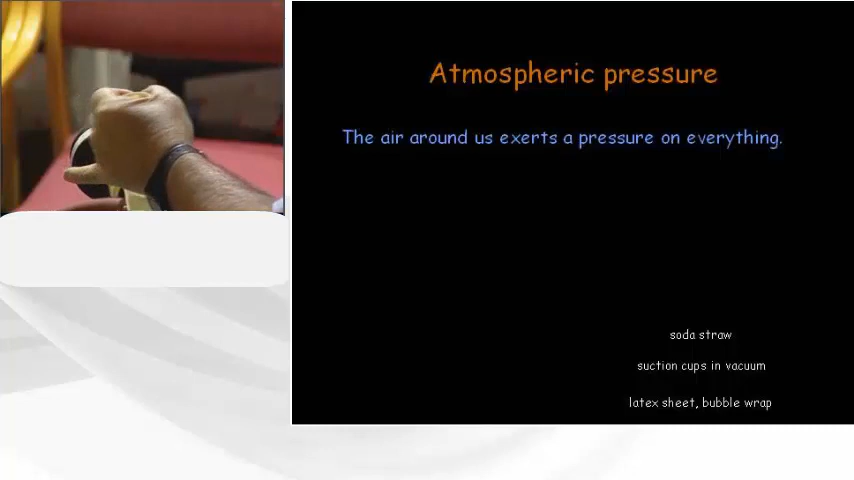 Atmospheric pressure
The air around us exerts a pressure on everything.
soda straw
suction cups in vacuum
latex sheet, bubble wrap